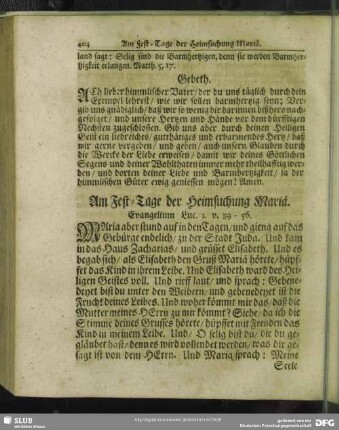 404 Am Fest-Tage der Heimsuchung Mariä.
land sagt: Selig sind die Barmhertzigen, denn sie werden Barmher-
tzigkeit erlangen. Matth. 5, 17.
Gebeth.
ACh lieber himmlischer Vater, der du uns täglich durch dein
Exempel lehrest, wie wir sollen barmhertzig seyn; Ver-
gib uns gnädiglich, daß wir so wenig dir darinnen bißhero nach-
gefolget, und unsere Hertzen und Hände vor dem dürfftigen
Nechsten zugeschlossen. Gib uns aber durch deinen Heiligen
Geist ein liebreiches, gutthätiges und erbarmendes Hertz, daß
wir gerne vergeben, und geben, auch unsern Glauben durch
die Wercke der Liebe erweisen, damit wir deines Göttlichen
Segens und deiner Wohlthaten immer mehr theilhafftig wer-
den, und dorten deiner Liebe und Barmhertzigkeit, ja der
himmlischen Güter ewig geniessen mögen! Amen.
Am Fest-Tage der Heimsuchung Mariä.
Evangelium Luc. 1. v. 39-56.
MAria aber stund auf in den Tagen, und gieng auf das
Gebürge endelich, zu der Stadt Juda. Und kam
in das Haus Zacharias, und grüsset Elisabeth. Und es
begab sich, als Elisabeth den Gruß Mariä hörete, hüpf-
fet das Kind in ihrem Leibe. Und Elisabeth ward des Hei-
ligen Geistes voll. Und rieff laut, und sprach: Gebene-
deyet bist du unter den Weibern, und gebenedeyet ist die
Frucht deines Leibes. Und woher kömmt mir das, daß die
Mutter meines HErrn zu mir kömmt? Siehe, da ich die
Stimme deines Grusses hörete, hüpffet mit Freuden das
Kind in meinem Leibe. Und, O selig bist du, die du ge-
gläubet hast, denn es wird vollendet werden, was dir ge-
sagt ist von dem HErrn. Und Maria sprach: Meine
Seele
SLUB
DFG